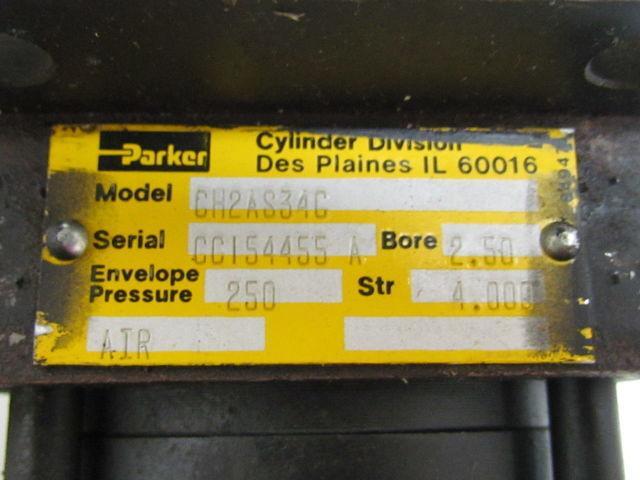 Parker
Cylinder Division
Des Plaines IL 60016
Model CH2AS34C
Serial CC154455 A Bore 2.50
Envelope Pressure 250 Str 4.000
AIR